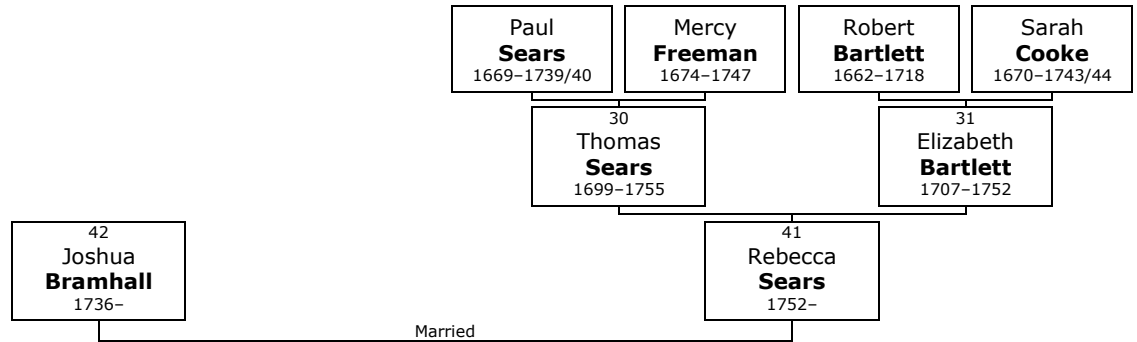 Paul
Sears
1669–1739/40
Mercy
Freeman
1674–1747
Robert
Bartlett
1662–1718
Sarah
Cooke
1670–1743/44
30
Thomas
Sears
1699–1755
31
Elizabeth
Bartlett
1707–1752
42
Joshua
Bramhall
1736–
41
Rebecca
Sears
1752–
Married